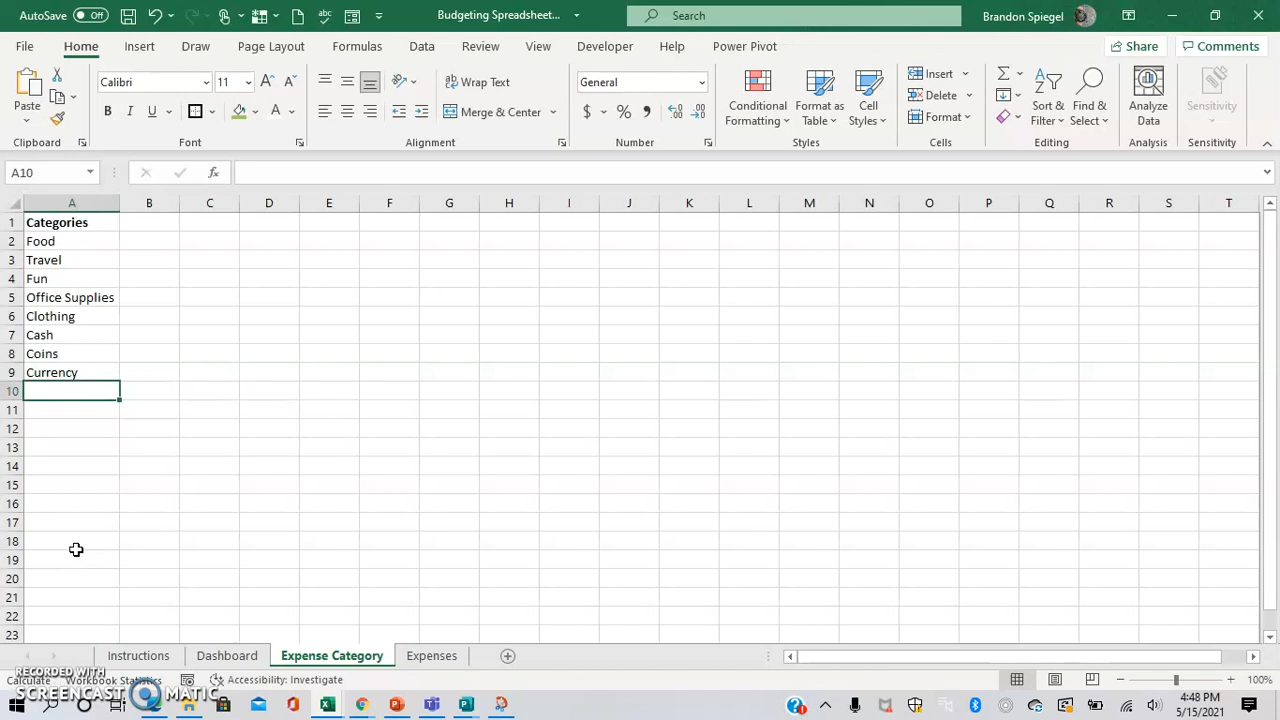 AutoSave Off Budgeting Spreadsheet... Search Brandon Spiegel
File Home Insert Draw Page Layout Formulas Data Review View Developer Help Power Pivot Share Comments
Paste Calibri 11 Wrap Text General Conditional Formatting Format as Table Cell Styles Insert Sort & Filter Find & Select Analyze Data Sensitivity
B I U Merge & Center $ % Delete
Format
Clipboard Font Alignment Number Styles Cells Editing Analysis Sensitivity
A10 fx
A B C D E F G H I J K L M N O P Q R S T
1 Categories
2 Food
3 Travel
4 Fun
5 Office Supplies
6 Clothing
7 Cash
8 Coins
9 Currency
10
11
12
13
14
15
16
17
18
19
20
21
22
23
Instructions Dashboard Expense Category Expenses
RECORDED WITH
SCREENCAST MATIC
Calculate Workbook Statistics Accessibility: Investigate 100%
4:48 PM
5/15/2021